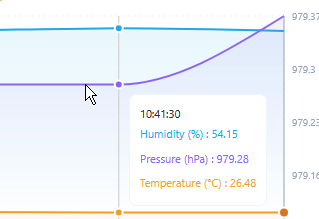 979.37
979.3
10:41:30
Humidity (%) : 54.15
979.23
Pressure (hPa) : 979.28
Temperature (°C) : 26.48
979.16